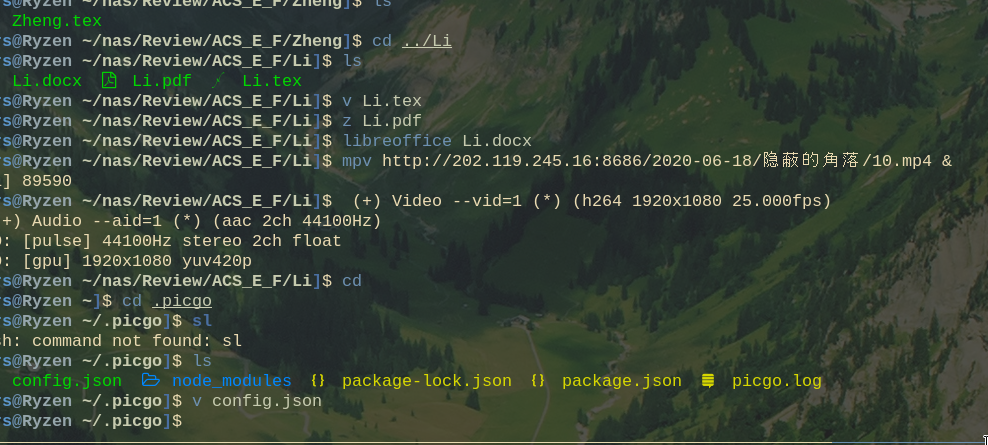 s@Ryzen ~/nas/Review/ACS_E_F/Zheng]$ ls
Zheng.tex
s@Ryzen ~/nas/Review/ACS_E_F/Zheng]$ cd ../Li
s@Ryzen ~/nas/Review/ACS_E_F/Li]$ ls
Li.docx Li.pdf Li.tex
s@Ryzen ~/nas/Review/ACS_E_F/Li]$ v Li.tex
s@Ryzen ~/nas/Review/ACS_E_F/Li]$ z Li.pdf
s@Ryzen ~/nas/Review/ACS_E_F/Li]$ libreoffice Li.docx
s@Ryzen ~/nas/Review/ACS_E_F/Li]$ mpv http://202.119.245.16:8686/2020-06-18/隐蔽的角落/10.mp4 &
] 89590
s@Ryzen ~/nas/Review/ACS_E_F/Li]$ (+) Video --vid=1 (*) (h264 1920x1080 25.000fps)
+) Audio --aid=1 (*) (aac 2ch 44100Hz)
: [pulse] 44100Hz stereo 2ch float
: [gpu] 1920x1080 yuv420p
s@Ryzen ~/nas/Review/ACS_E_F/Li]$ cd
s@Ryzen ~]$ cd .picgo
s@Ryzen ~/.picgo]$ sl
h: command not found: sl
s@Ryzen ~/.picgo]$ ls
config.json node_modules {} package-lock.json {} package.json picgo.log
s@Ryzen ~/.picgo]$ v config.json
s@Ryzen ~/.picgo]$